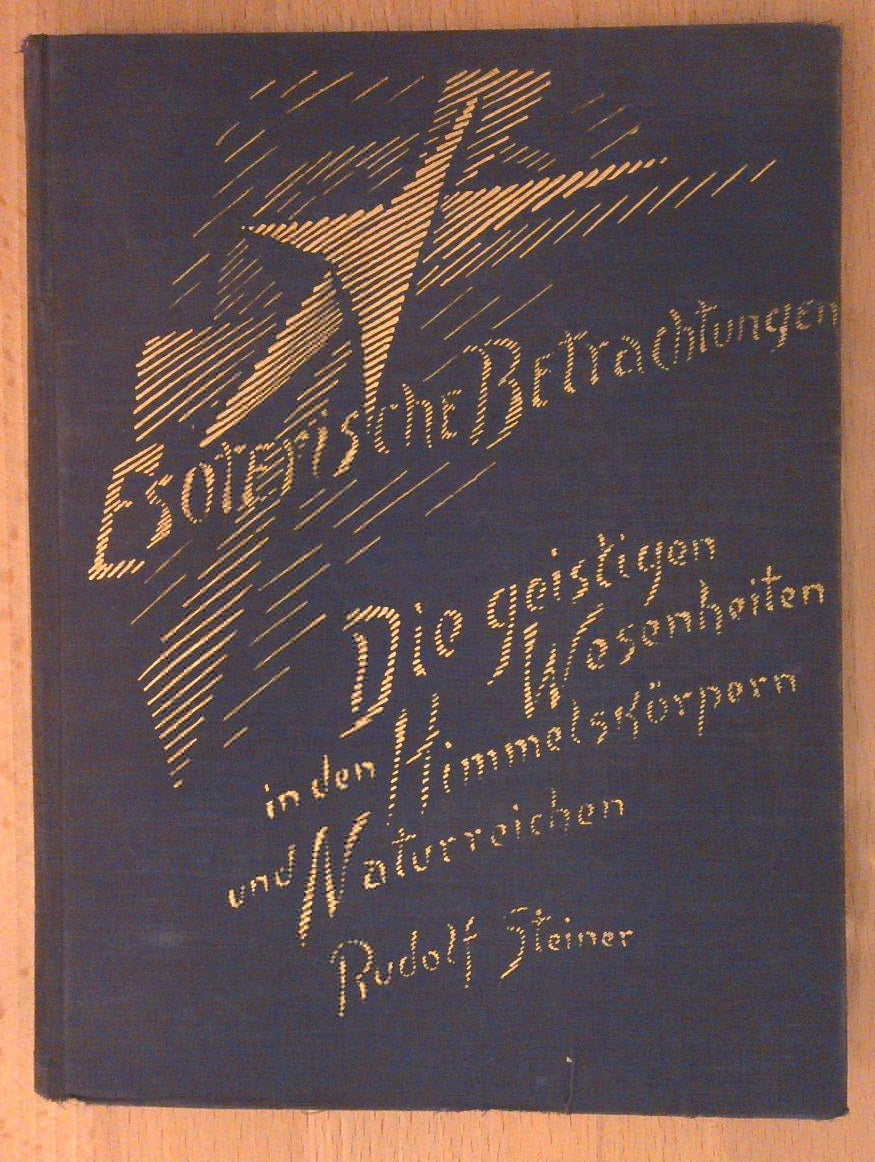 Esoterische Betrachtungen
Die geistigen
Wesenheiten
in den Himmelskörpern
und Naturreichen
Rudolf Steiner